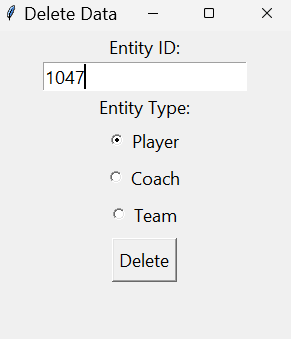 Delete Data
Entity ID:
1047
Entity Type:
Player
Coach
Team
Delete